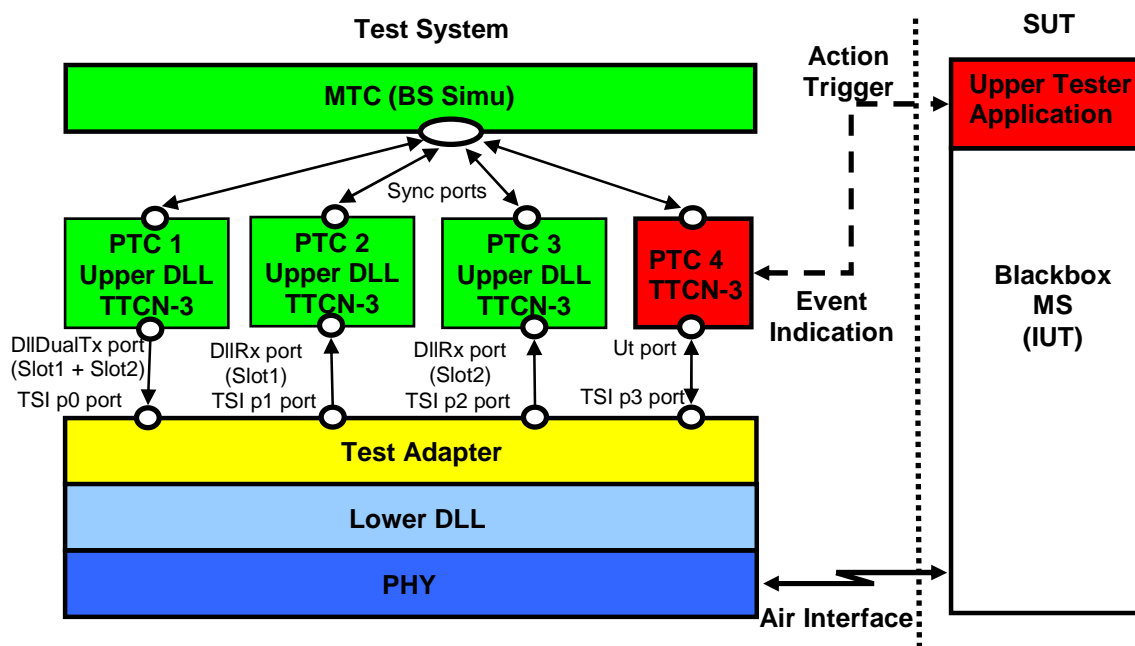 Test System
SUT
Action
Trigger
MTC (BS Simu)
Upper Tester
Application
Sync ports
PTC 1
Upper DLL
TTCN-3
PTC 2
Upper DLL
TTCN-3
PTC 3
Upper DLL
TTCN-3
PTC 4
TTCN-3
Event
Indication
Blackbox
MS
(IUT)
DllDualTx port
(Slot1 + Slot2)
TSI p0 port
DllRx port
(Slot1)
TSI p1 port
DllRx port
(Slot2)
TSI p2 port
Ut port
TSI p3 port
Test Adapter
Lower DLL
PHY
Air Interface